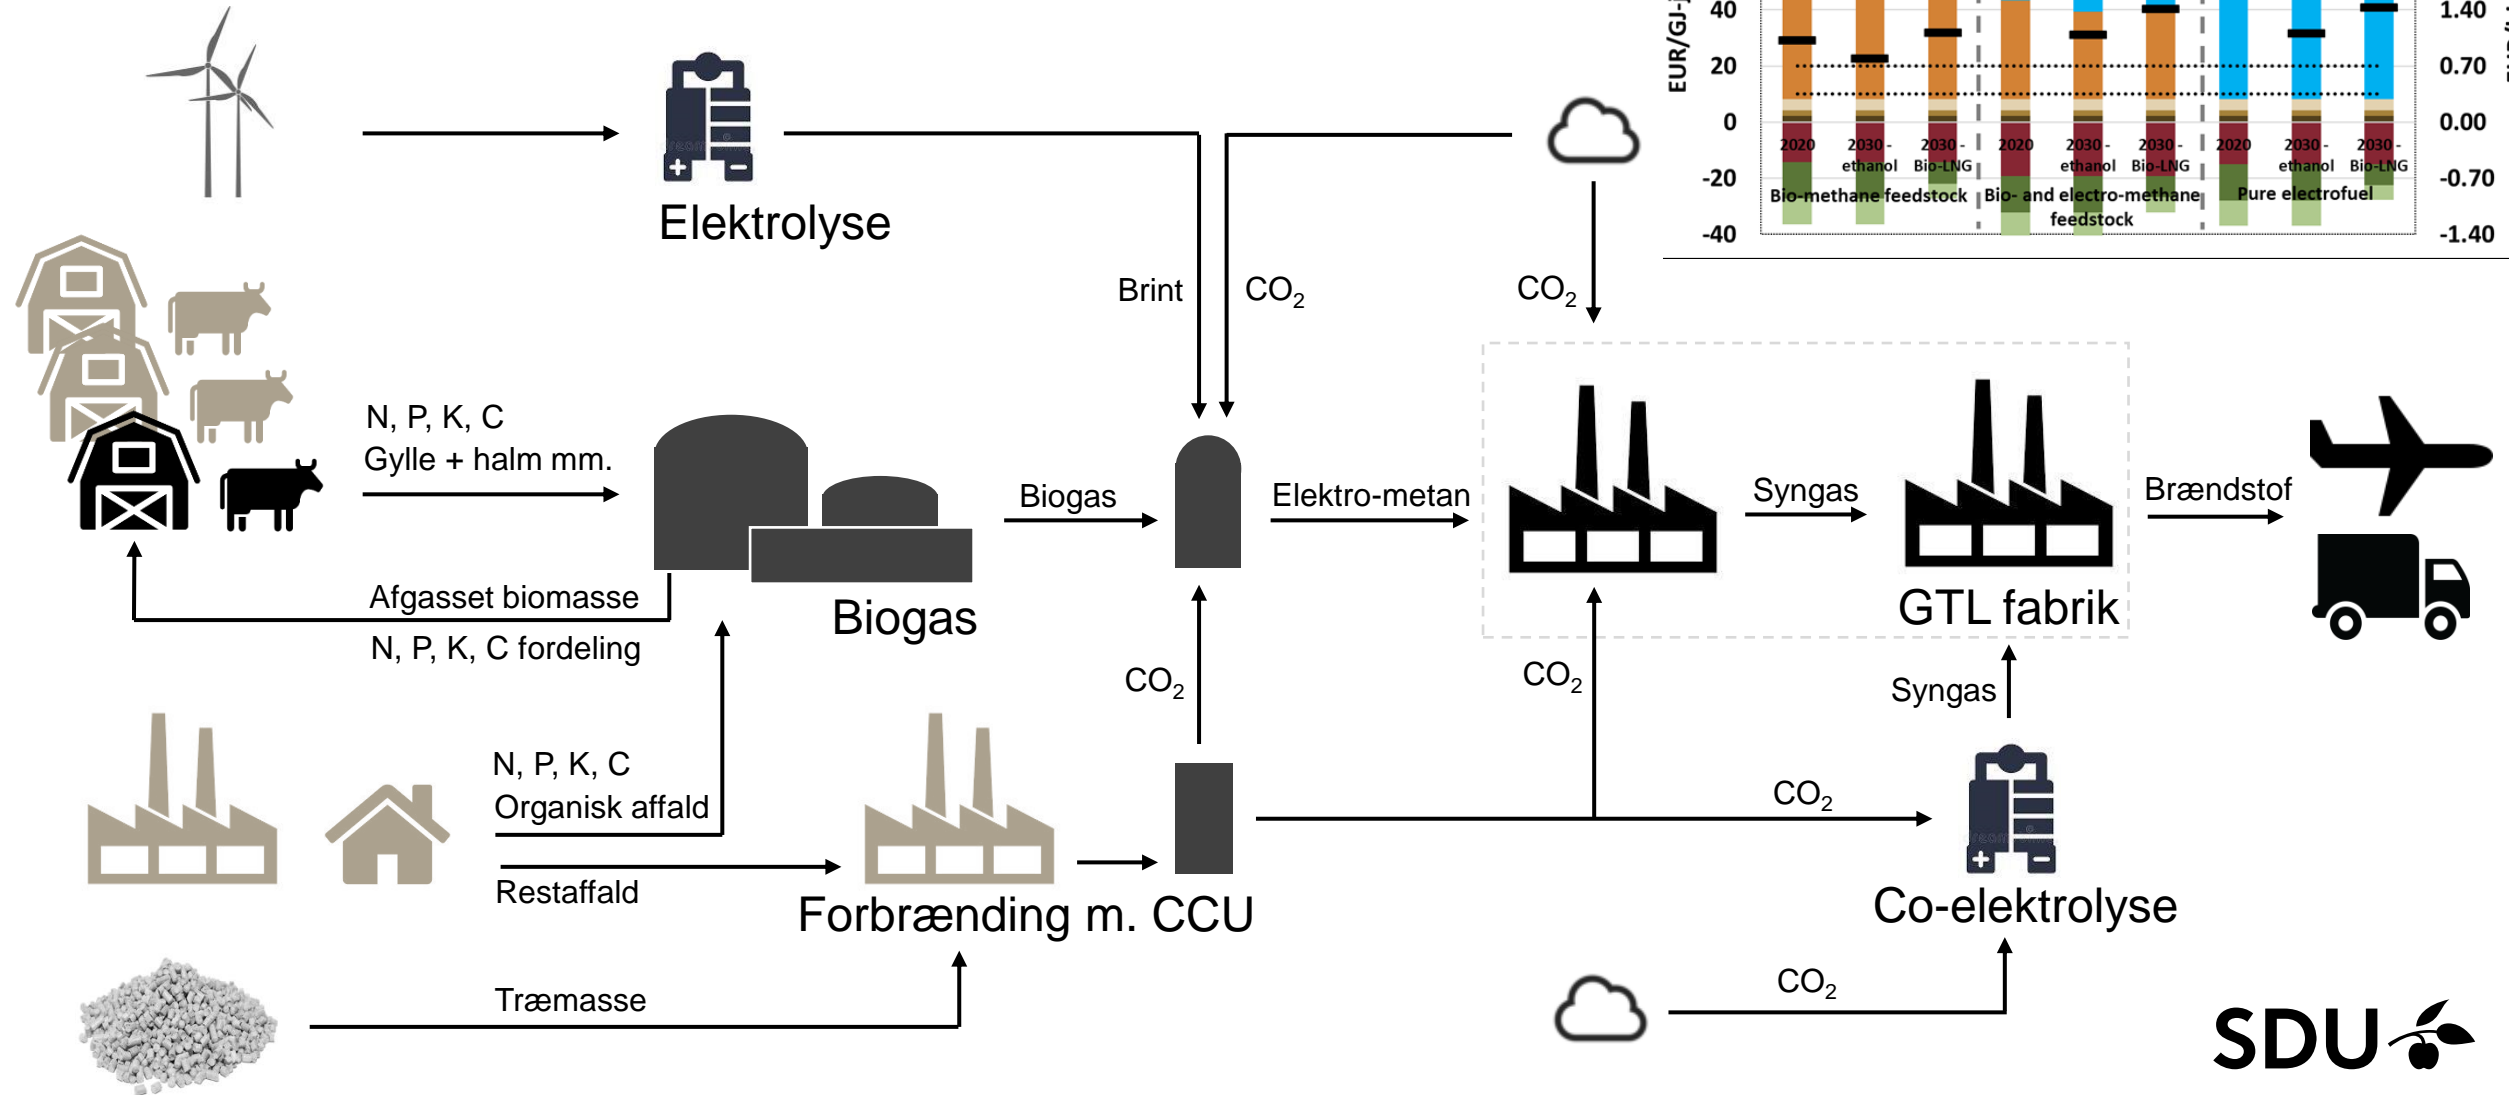 EUR/GJ-j
40
20
0
-20
-40
1.40
0.70
0.00
-0.70
-1.40
2020
2030 - ethanol
2030 - Bio-LNG
2020
2030 - ethanol
2030 - Bio-LNG
2020
2030 - ethanol
2030 - Bio-LNG
Bio-methane feedstock
Bio- and electro-methane
feedstock
Pure electrofuel
Elektrolyse
Brint
CO₂
CO₂
N, P, K, C
Gylle + halm mm.
Biogas
Elektro-metan
Syngas
Brændstof
Afgasset biomasse
N, P, K, C fordeling
Biogas
GTL fabrik
CO₂
CO₂
Syngas
N, P, K, C
Organisk affald
CO₂
Restaffald
Forbrænding m. CCU
Co-elektrolyse
Træmasse
CO₂
SDU